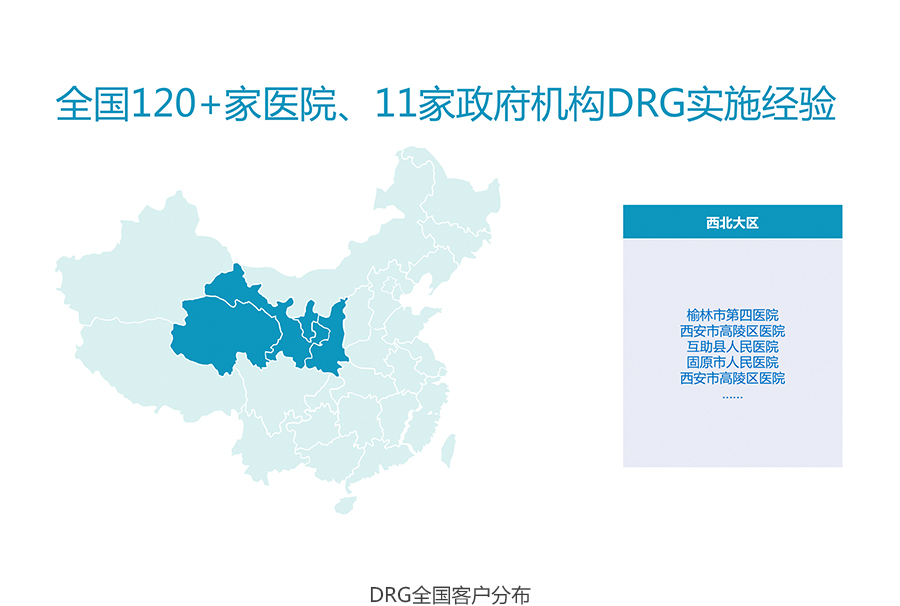 全国120+家医院、11家政府机构DRG实施经验
西北大区
榆林市第四医院
西安市高陵区医院
互助县人民医院
固原市人民医院
西安市高陵区医院
……
DRG全国客户分布